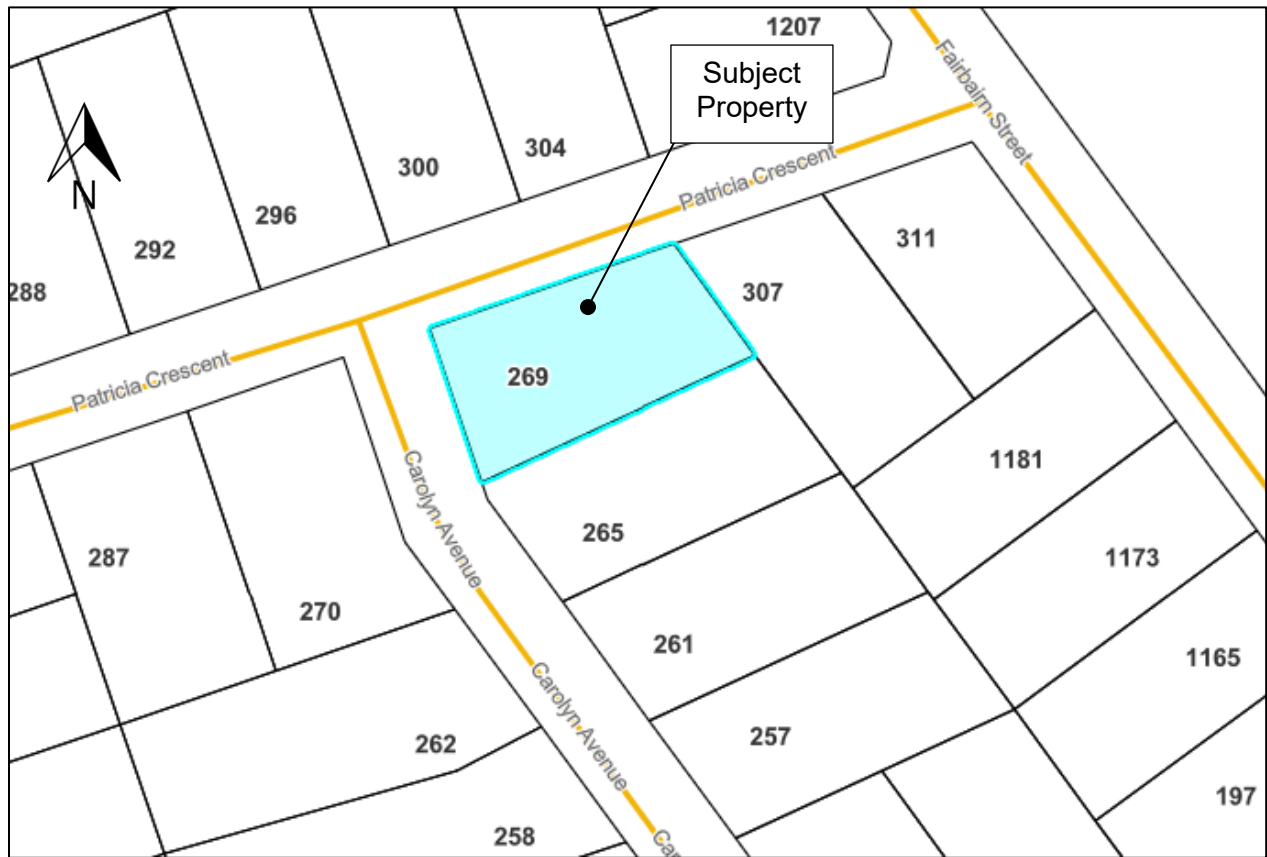 1207
Fairbairn Street
Subject
Property
304
300
Patricia Crescent
N
296
292
288
311
307
269
Patricia Crescent
1181
Carolyn Avenue
265
287
1173
270
261
1165
Carolyn Avenue
262
257
197
258
Car